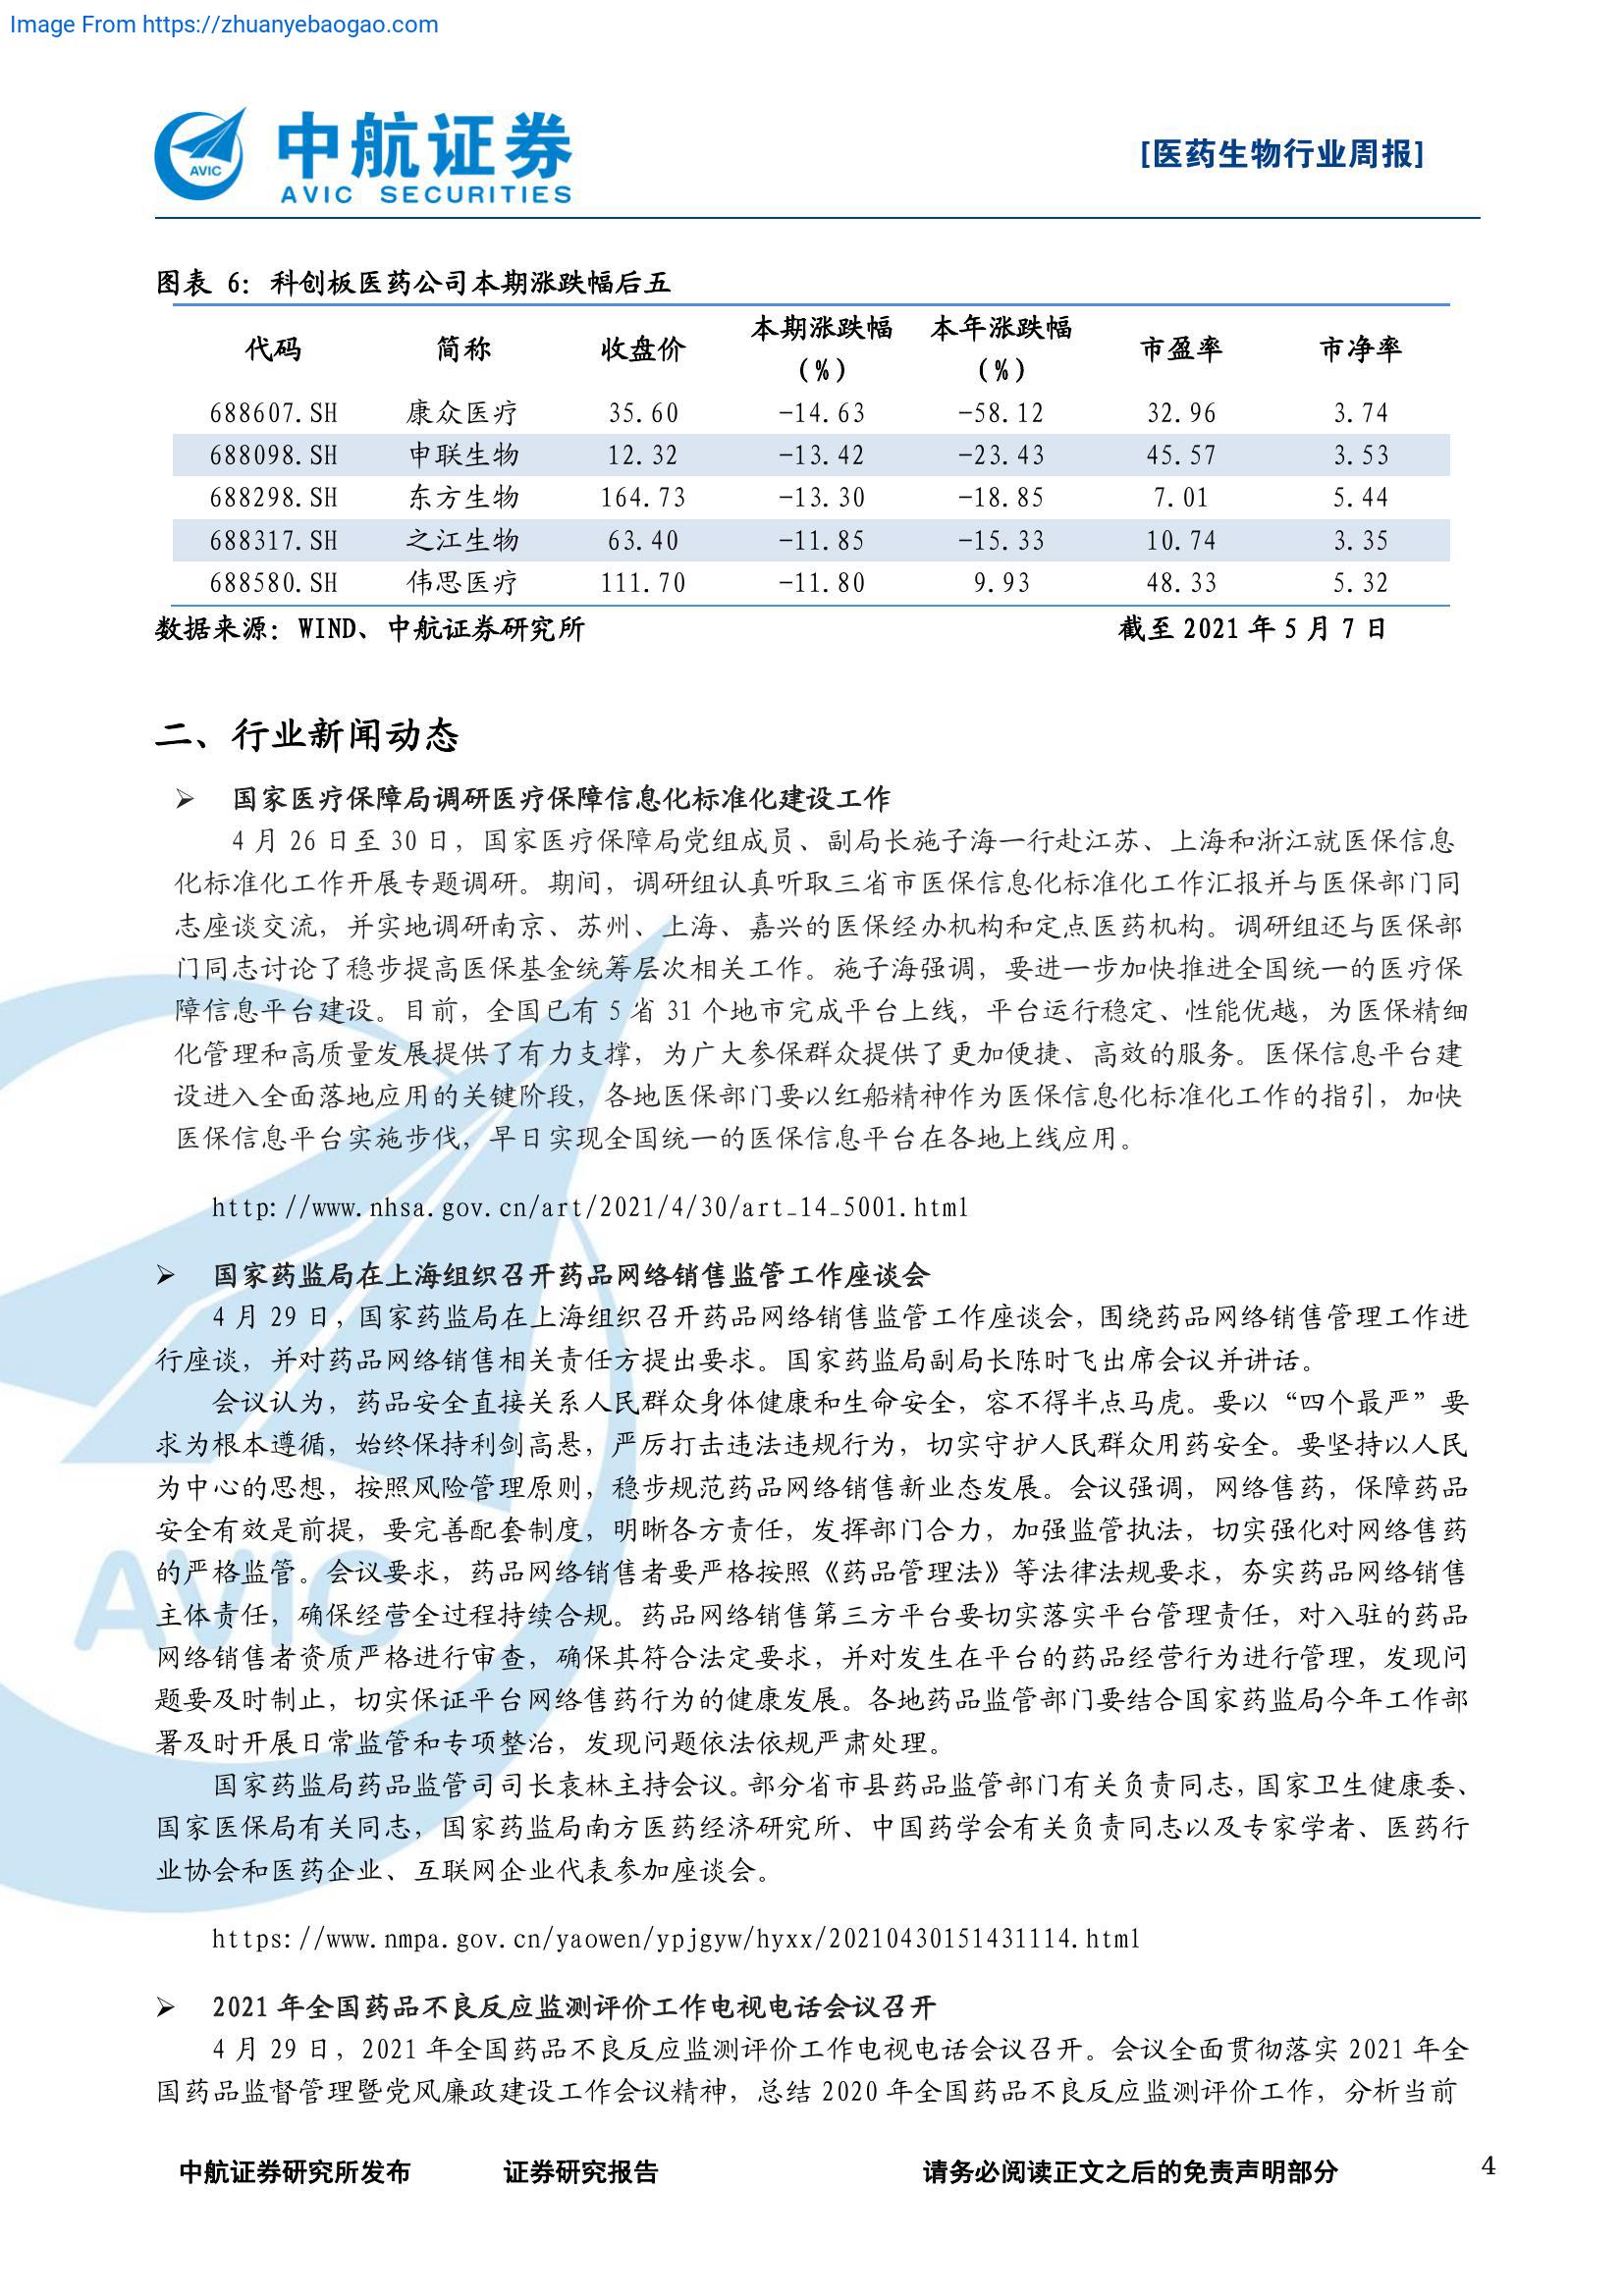 Image From https://zhuanyebaogao.com
中航证券
AVIC SECURITIES
AVIC
[医药生物行业周报]
图表 6：科创板医药公司本期涨跌幅后五
代码 简称 收盘价 本期涨跌幅（%） 本年涨跌幅（%） 市盈率 市净率
688607.SH 康众医疗 35.60 -14.63 -58.12 32.96 3.74
688098.SH 申联生物 12.32 -13.42 -23.43 45.57 3.53
688298.SH 东方生物 164.73 -13.30 -18.85 7.01 5.44
688317.SH 之江生物 63.40 -11.85 -15.33 10.74 3.35
688580.SH 伟思医疗 111.70 -11.80 9.93 48.33 5.32
数据来源：WIND、中航证券研究所 截至 2021 年 5 月 7 日
二、行业新闻动态
➢ 国家医疗保障局调研医疗保障信息化标准化建设工作
4 月 26 日至 30 日，国家医疗保障局党组成员、副局长施子海一行赴江苏、上海和浙江就医保信息
化标准化工作开展专题调研。期间，调研组认真听取三省市医保信息化标准化工作汇报并与医保部门同
志座谈交流，并实地调研南京、苏州、上海、嘉兴的医保经办机构和定点医药机构。调研组还与医保部
门同志讨论了稳步提高医保基金统筹层次相关工作。施子海强调，要进一步加快推进全国统一的医疗保
障信息平台建设。目前，全国已有 5 省 31 个地市完成平台上线，平台运行稳定、性能优越，为医保精细
化管理和高质量发展提供了有力支撑，为广大参保群众提供了更加便捷、高效的服务。医保信息平台建
设进入全面落地应用的关键阶段，各地医保部门要以红船精神作为医保信息化标准化工作的指引，加快
医保信息平台实施步伐，早日实现全国统一的医保信息平台在各地上线应用。
http://www.nhsa.gov.cn/art/2021/4/30/art_14_5001.html
➢ 国家药监局在上海组织召开药品网络销售监管工作座谈会
4 月 29 日，国家药监局在上海组织召开药品网络销售监管工作座谈会，围绕药品网络销售管理工作进
行座谈，并对药品网络销售相关责任方提出要求。国家药监局副局长陈时飞出席会议并讲话。
会议认为，药品安全直接关系人民群众身体健康和生命安全，容不得半点马虎。要以“四个最严”要
求为根本遵循，始终保持利剑高悬，严厉打击违法违规行为，切实守护人民群众用药安全。要坚持以人民
为中心的思想，按照风险管理原则，稳步规范药品网络销售新业态发展。会议强调，网络售药，保障药品
安全有效是前提，要完善配套制度，明晰各方责任，发挥部门合力，加强监管执法，切实强化对网络售药
的严格监管。会议要求，药品网络销售者要严格按照《药品管理法》等法律法规要求，夯实药品网络销售
主体责任，确保经营全过程持续合规。药品网络销售第三方平台要切实落实平台管理责任，对入驻的药品
网络销售者资质严格进行审查，确保其符合法定要求，并对发生在平台的药品经营行为进行管理，发现问
题要及时制止，切实保证平台网络售药行为的健康发展。各地药品监管部门要结合国家药监局今年工作部
署及时开展日常监管和专项整治，发现问题依法依规严肃处理。
国家药监局药品监管司司长袁林主持会议。部分省市县药品监管部门有关负责同志，国家卫生健康委、
国家医保局有关同志，国家药监局南方医药经济研究所、中国药学会有关负责同志以及专家学者、医药行
业协会和医药企业、互联网企业代表参加座谈会。
https://www.nmpa.gov.cn/yaowen/ypjgyw/hyxx/20210430151431114.html
➢ 2021 年全国药品不良反应监测评价工作电视电话会议召开
4 月 29 日，2021 年全国药品不良反应监测评价工作电视电话会议召开。会议全面贯彻落实 2021 年全
国药品监督管理暨党风廉政建设工作会议精神，总结 2020 年全国药品不良反应监测评价工作，分析当前
中航证券研究所发布 证券研究报告 请务必阅读正文之后的免责声明部分 4
AVIC